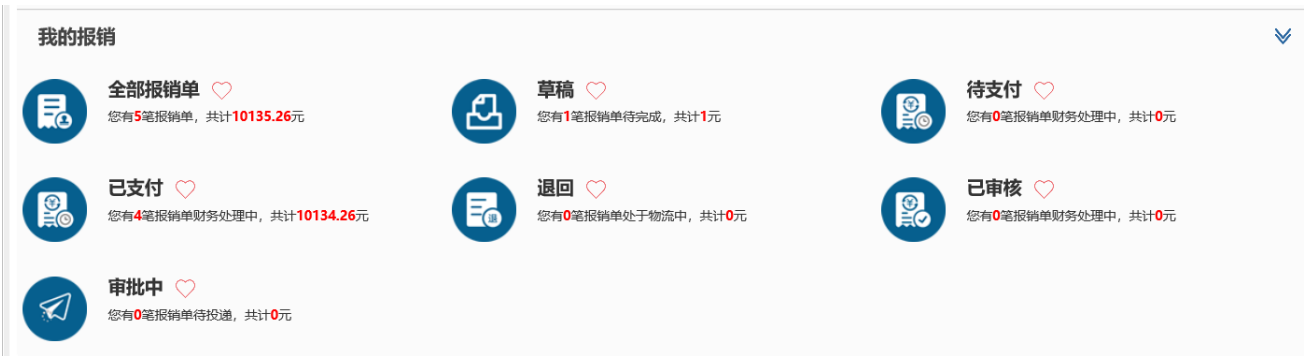 我的报销
全部报销单
您有5笔报销单，共计10135.26元
草稿
您有1笔报销单待完成，共计1元
待支付
您有0笔报销单财务处理中，共计0元
已支付
您有4笔报销单财务处理中，共计10134.26元
退回
您有0笔报销单处于物流中，共计0元
已审核
您有0笔报销单财务处理中，共计0元
审批中
您有0笔报销单待投递，共计0元